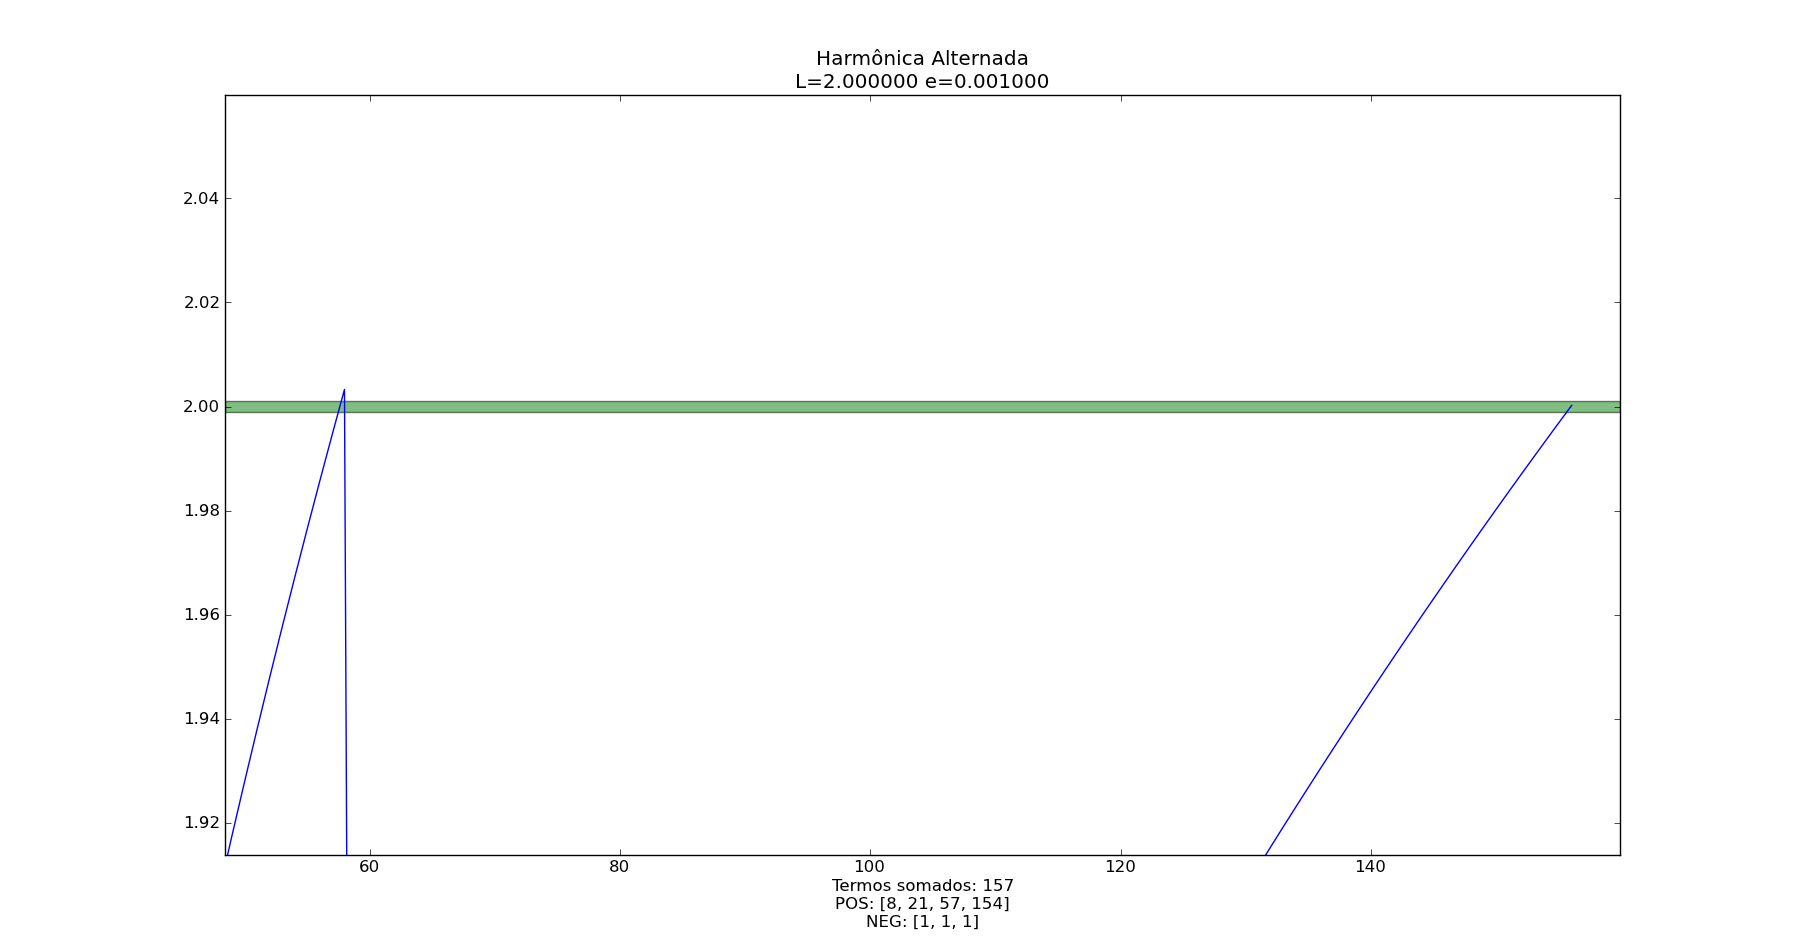 Harmônica Alternada
L=2.000000 e=0.001000
2.04
2.02
2.00
1.98
1.96
1.94
1.92
60 80 100 120 140
Termos somados: 157
POS: [8, 21, 57, 154]
NEG: [1, 1, 1]